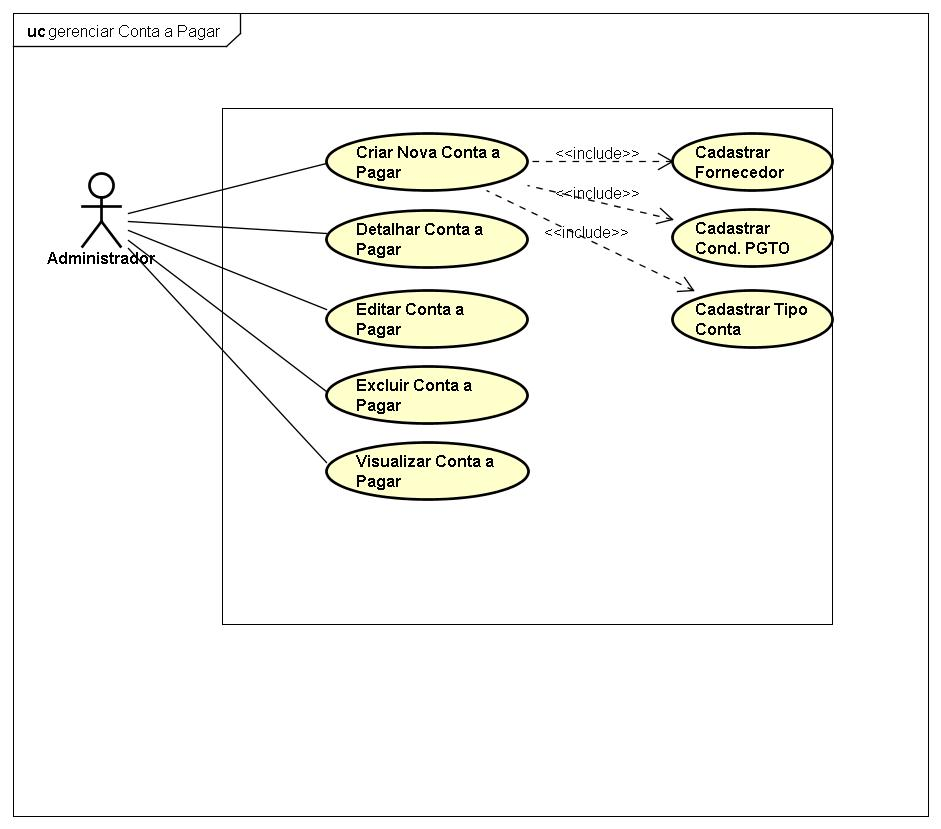 uc gerenciar Conta a Pagar
Criar Nova Conta a
Pagar
<<include>>
Cadastrar
Fornecedor
<<include>>
Detalhar Conta a
Pagar
<<include>>
Cadastrar
Cond. PGTO
Administrador
Editar Conta a
Pagar
Cadastrar Tipo
Conta
Excluir Conta a
Pagar
Visualizar Conta a
Pagar